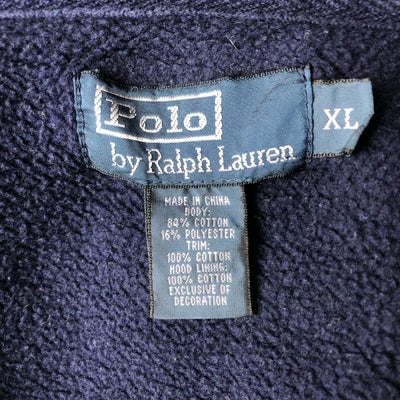 Polo
by Ralph Lauren
XL
MADE IN CHINA
BODY:
84% COTTON
16% POLYESTER
TRIM:
100% COTTON
HOOD LINING:
100% COTTON
EXCLUSIVE OF
DECORATION